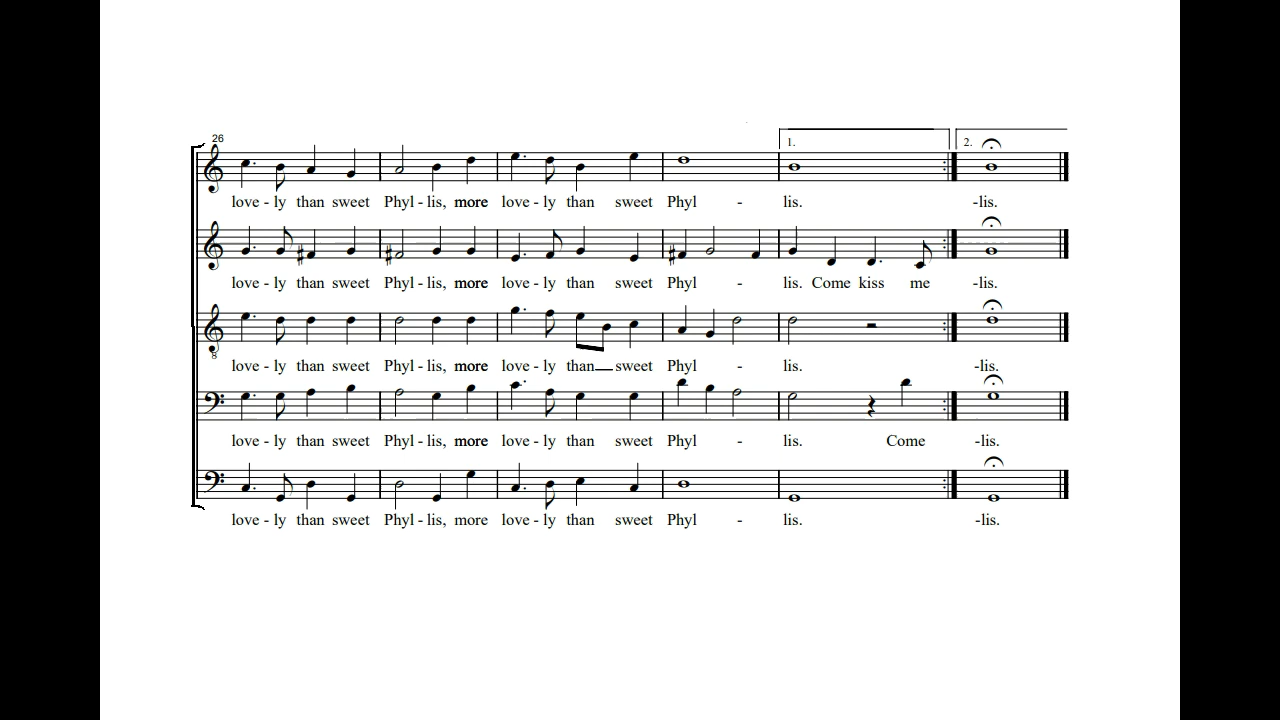 26
1. 2.
love - ly than sweet Phyl - lis, more love - ly than sweet Phyl - lis. -lis.
love - ly than sweet Phyl - lis, more love - ly than sweet Phyl - lis. Come kiss me -lis.
8
love - ly than sweet Phyl - lis, more love - ly than sweet Phyl - lis. -lis.
love - ly than sweet Phyl - lis, more love - ly than sweet Phyl - lis. Come -lis.
love - ly than sweet Phyl - lis, more love - ly than sweet Phyl - lis. -lis.